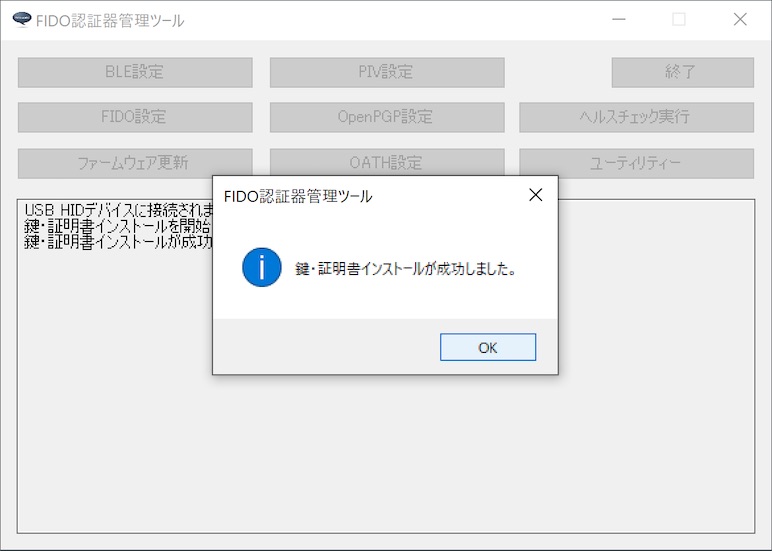 FIDO認証器管理ツール
BLE設定
PIV設定
終了
FIDO設定
OpenPGP設定
ヘルスチェック実行
ファームウェア更新
OATH設定
ユーティリティー
USB HIDデバイスに接続されま
鍵・証明書インストールを開始
鍵・証明書インストールが成功
FIDO認証器管理ツール
鍵・証明書インストールが成功しました。
OK